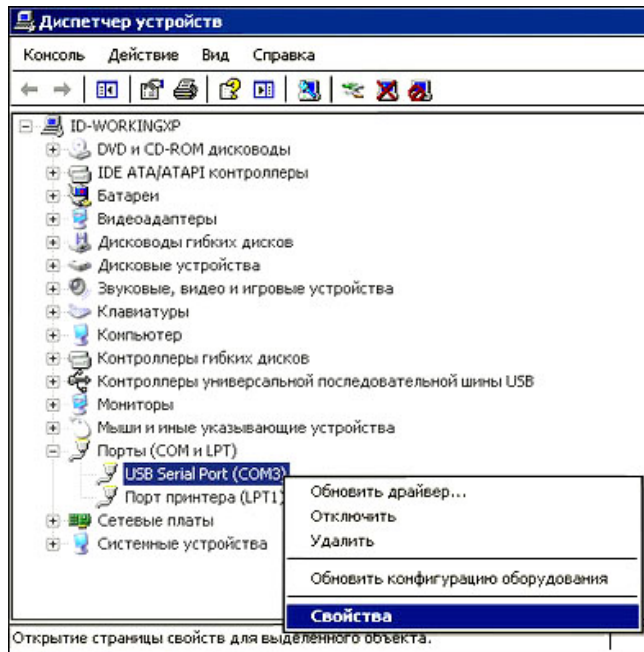 Диспетчер устройств
Консоль Действие Вид Справка
ID-WORKINGXP
DVD и CD-ROM дисководы
IDE ATA/ATAPI контроллеры
Батареи
Видеоадаптеры
Дисководы гибких дисков
Дисковые устройства
Звуковые, видео и игровые устройства
Клавиатуры
Компьютер
Контроллеры гибких дисков
Контроллеры универсальной последовательной шины USB
Мониторы
Мыши и иные указывающие устройства
Порты (COM и LPT)
USB Serial Port (COM3)
Порт принтера (LPT1)
Сетевые платы
Системные устройства
Обновить драйвер...
Отключить
Удалить
Обновить конфигурацию оборудования
Свойства
Открытие страницы свойств для выделенного объекта.